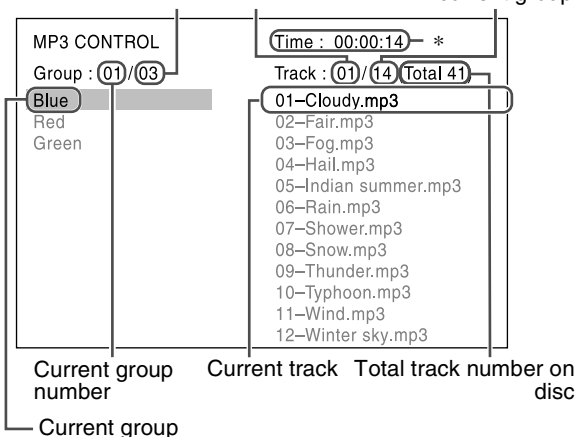 MP3 CONTROL
Time : 00:00:14 *
Group : 01/03
Track : 01/14 Total 41
Blue
Red
Green
01–Cloudy.mp3
02–Fair.mp3
03–Fog.mp3
04–Hail.mp3
05–Indian summer.mp3
06–Rain.mp3
07–Shower.mp3
08–Snow.mp3
09–Thunder.mp3
10–Typhoon.mp3
11–Wind.mp3
12–Winter sky.mp3
Current group number
Current track
Total track number on disc
Current group